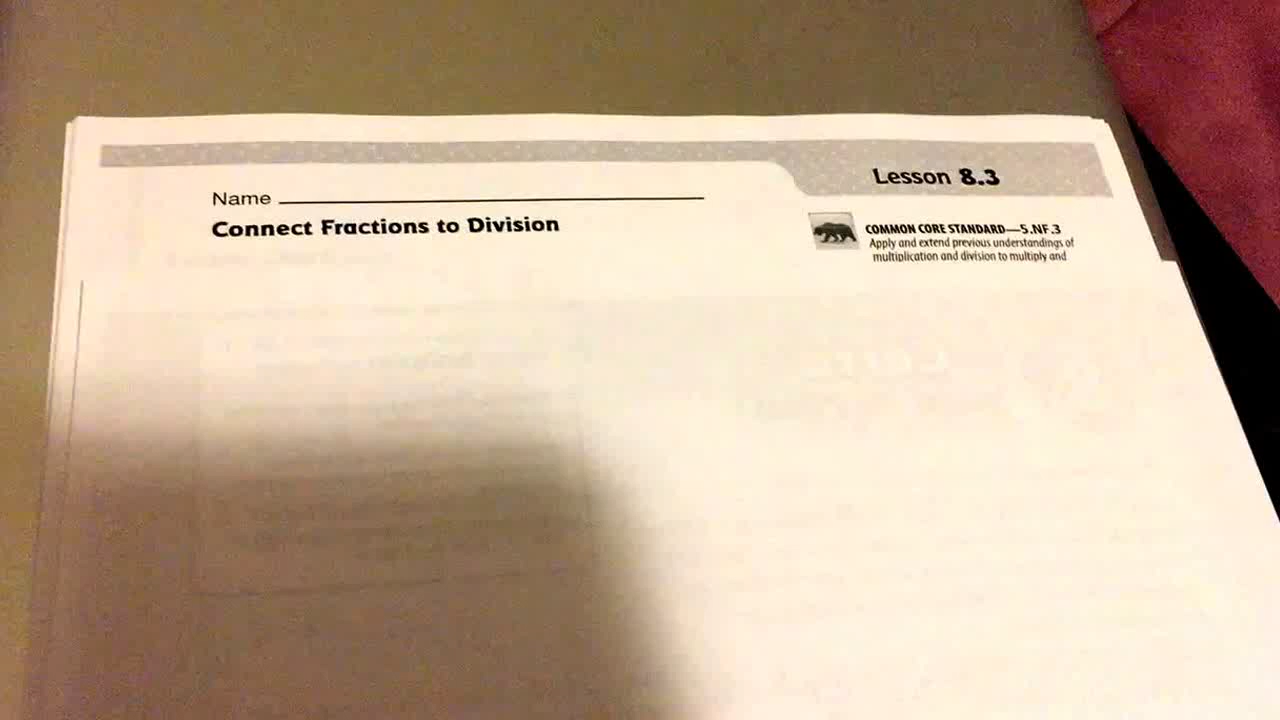 Lesson 8.3
Name
Connect Fractions to Division
COMMON CORE STANDARD—5.NF.3
Apply and extend previous understandings of
multiplication and division to multiply and